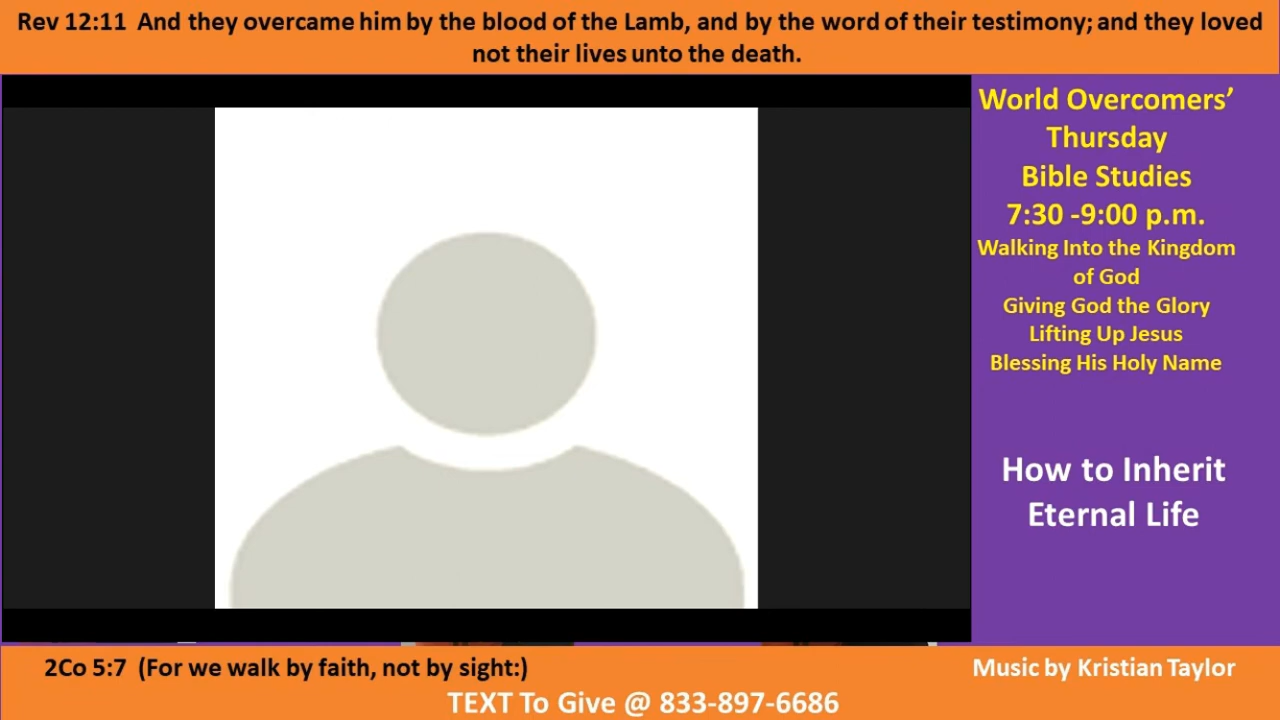 Rev 12:11 And they overcame him by the blood of the Lamb, and by the word of their testimony; and they loved
not their lives unto the death.
World Overcomers’
Thursday
Bible Studies
7:30 -9:00 p.m.
Walking Into the Kingdom
of God
Giving God the Glory
Lifting Up Jesus
Blessing His Holy Name
How to Inherit
Eternal Life
2Co 5:7 (For we walk by faith, not by sight:)
Music by Kristian Taylor
TEXT To Give @ 833-897-6686